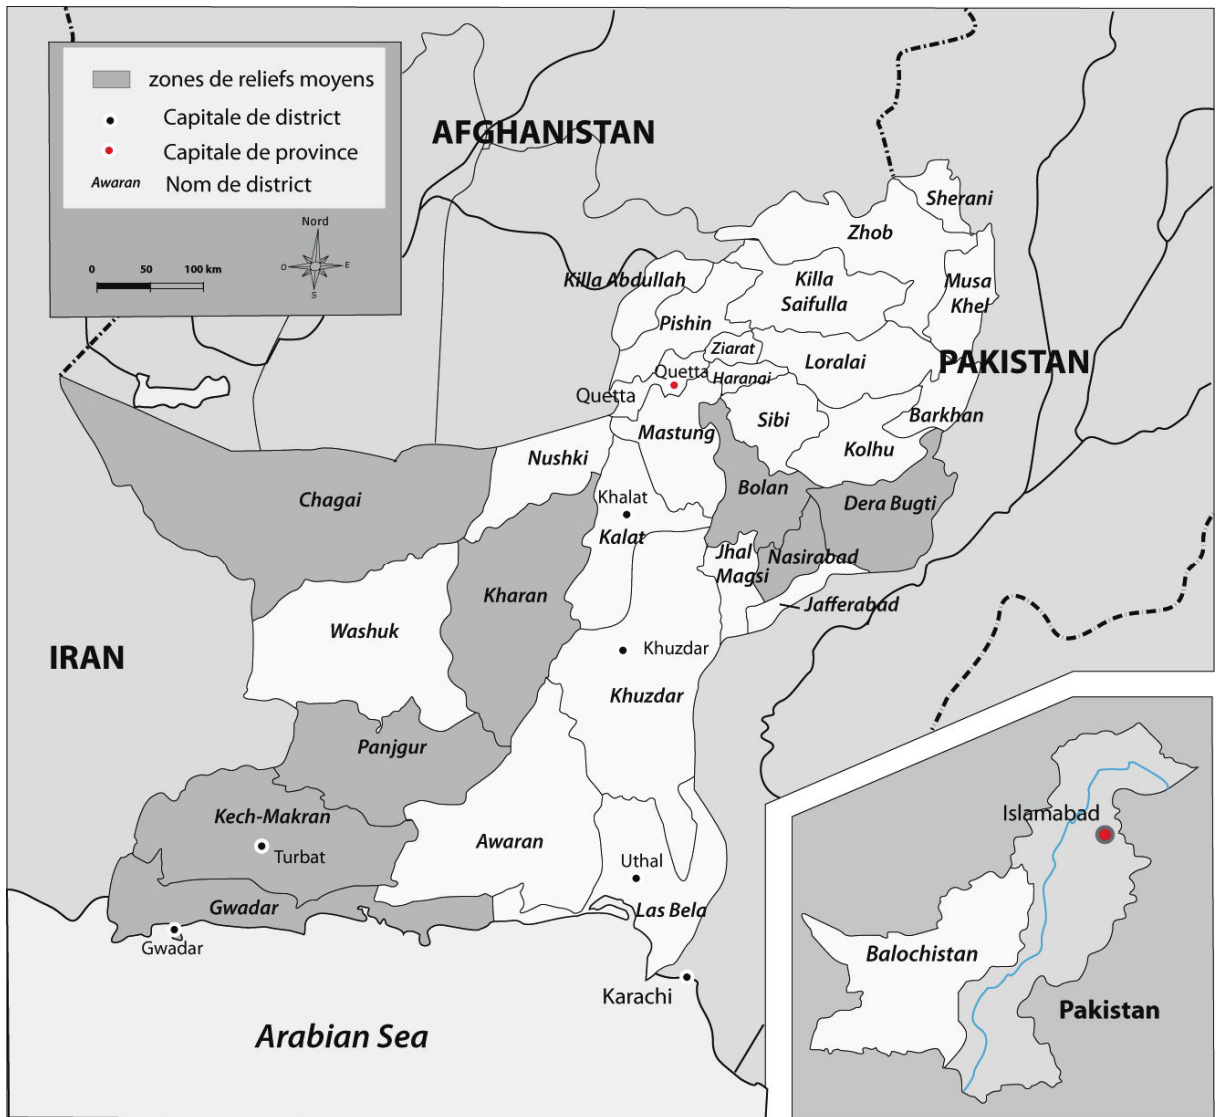 zones de reliefs moyens
Capitale de district
Capitale de province
Awaran Nom de district
Nord
O E
S
0 50 100 km
AFGHANISTAN
Sherani
Zhob
Killa Abdullah
Killa
Saifulla
Musa
Khel
Pishin
Ziarat
Loralai
PAKISTAN
Quetta
Haranai
Quetta
Barkhan
Sibi
Mastung
Kolhu
Nushki
Bolan
Chagai
Khalat
Dera Bugti
Kalat
Jhal
Magsi
Nasirabad
Kharan
Jafferabad
Washuk
IRAN
Khuzdar
Khuzdar
Panjgur
Kech-Makran
Turbat
Awaran
Uthal
Gwadar
Las Bela
Gwadar
Karachi
Arabian Sea
Islamabad
Balochistan
Pakistan